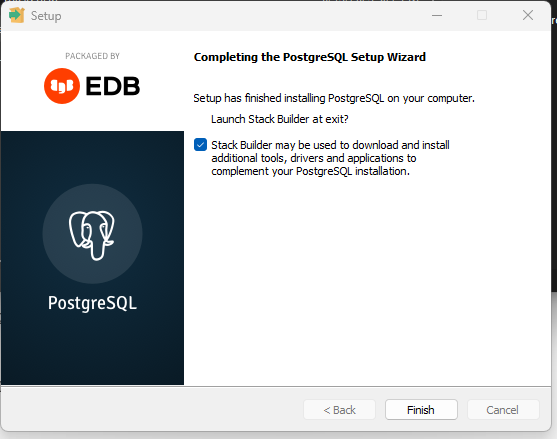 Setup
PACKAGED BY
EDB
PostgreSQL
Completing the PostgreSQL Setup Wizard
Setup has finished installing PostgreSQL on your computer.
Launch Stack Builder at exit?
Stack Builder may be used to download and install
additional tools, drivers and applications to
complement your PostgreSQL installation.
< Back
Finish
Cancel